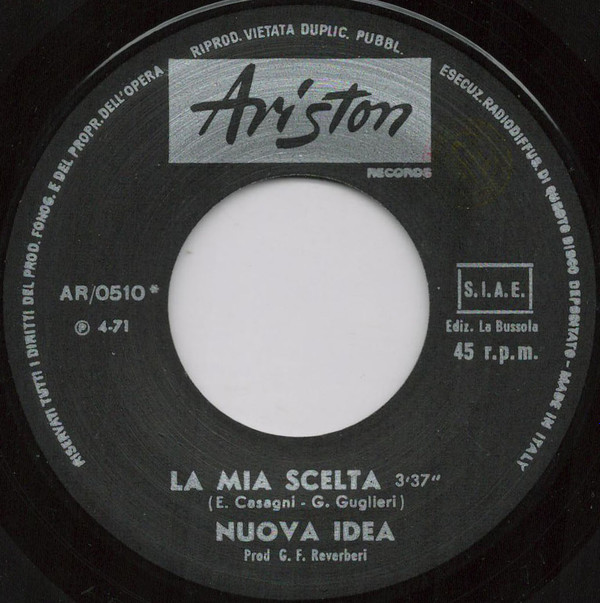 RISERVATI TUTTI I DIRITTI DEL PROD. FONOG. E DEL PROPR. DELL'OPERA
RIPROD. VIETATA DUPLIC. PUBBL.
ESECUZ. RADIODIFFUS. DI QUESTO DISCO DEPOSITATO - MADE IN ITALY
Ariston
RECORDS
AR/0510*
℗ 4-71
S.I.A.E.
Ediz. La Bussola
45 r.p.m.
LA MIA SCELTA 3'37"
(E. Casagni - G. Guglieri)
NUOVA IDEA
Prod G. F. Reverberi